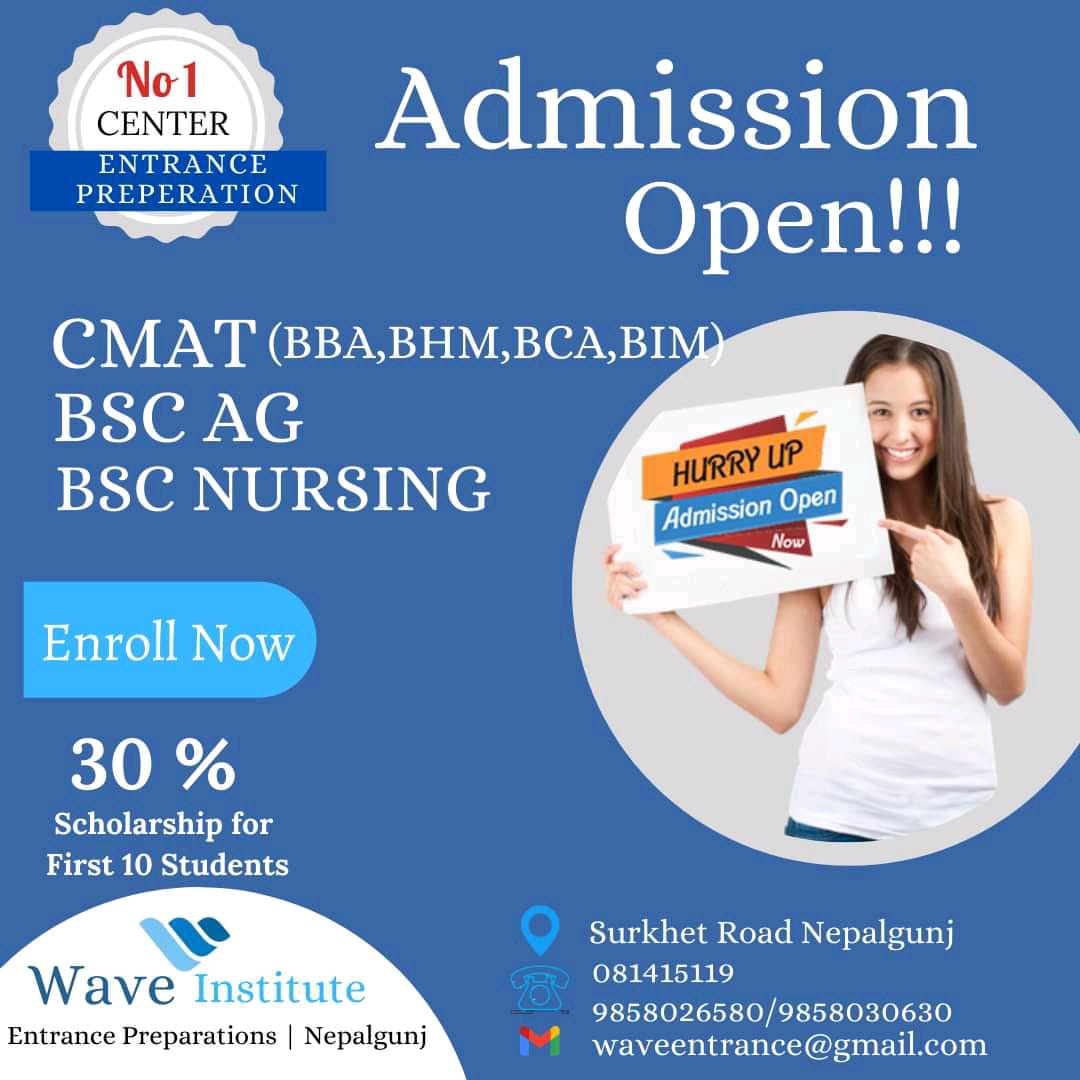 No 1
CENTER
ENTRANCE
PREPERATION
Admission
Open!!!
CMAT (BBA,BHM,BCA,BIM)
BSC AG
BSC NURSING
HURRY UP
Admission Open
Now
Enroll Now
30 %
Scholarship for
First 10 Students
Wave Institute
Entrance Preparations | Nepalgunj
Surkhet Road Nepalgunj
081415119
9858026580/9858030630
waveentrance@gmail.com